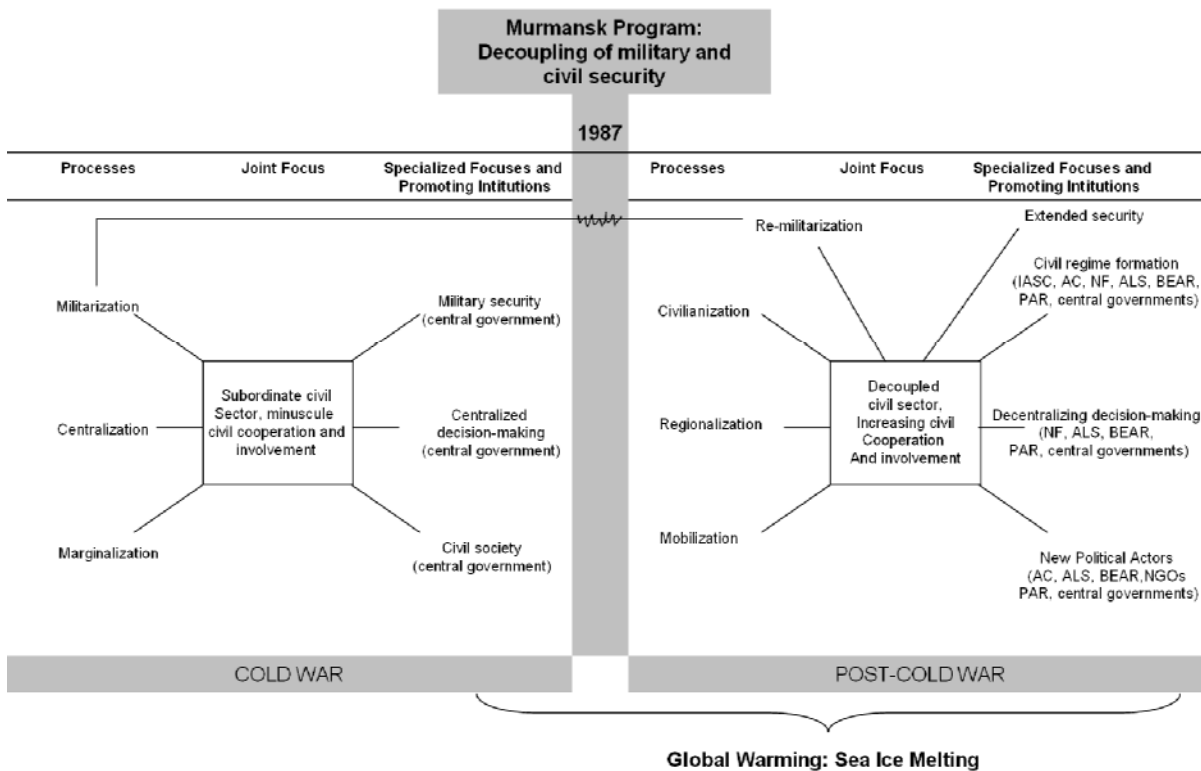 Murmansk Program:
Decoupling of military and
civil security
1987
Processes
Joint Focus
Specialized Focuses and
Promoting Intitutions
Processes
Joint Focus
Specialized Focuses and
Promoting Intitutions
Militarization
Centralization
Marginalization
Subordinate civil
Sector, minuscule
civil cooperation and
involvement
Military security
(central government)
Centralized
decision-making
(central government)
Civil society
(central government)
Re-militarization
Civilianization
Regionalization
Mobilization
Decoupled
civil sector,
Increasing civil
Cooperation
And involvement
Extended security
Civil regime formation
(IASC, AC, NF, ALS, BEAR,
PAR, central governments)
Decentralizing decision-making
(NF, ALS, BEAR,
PAR, central governments)
New Political Actors
(AC, ALS, BEAR,NGOs
PAR, central governments)
COLD WAR
POST-COLD WAR
Global Warming: Sea Ice Melting